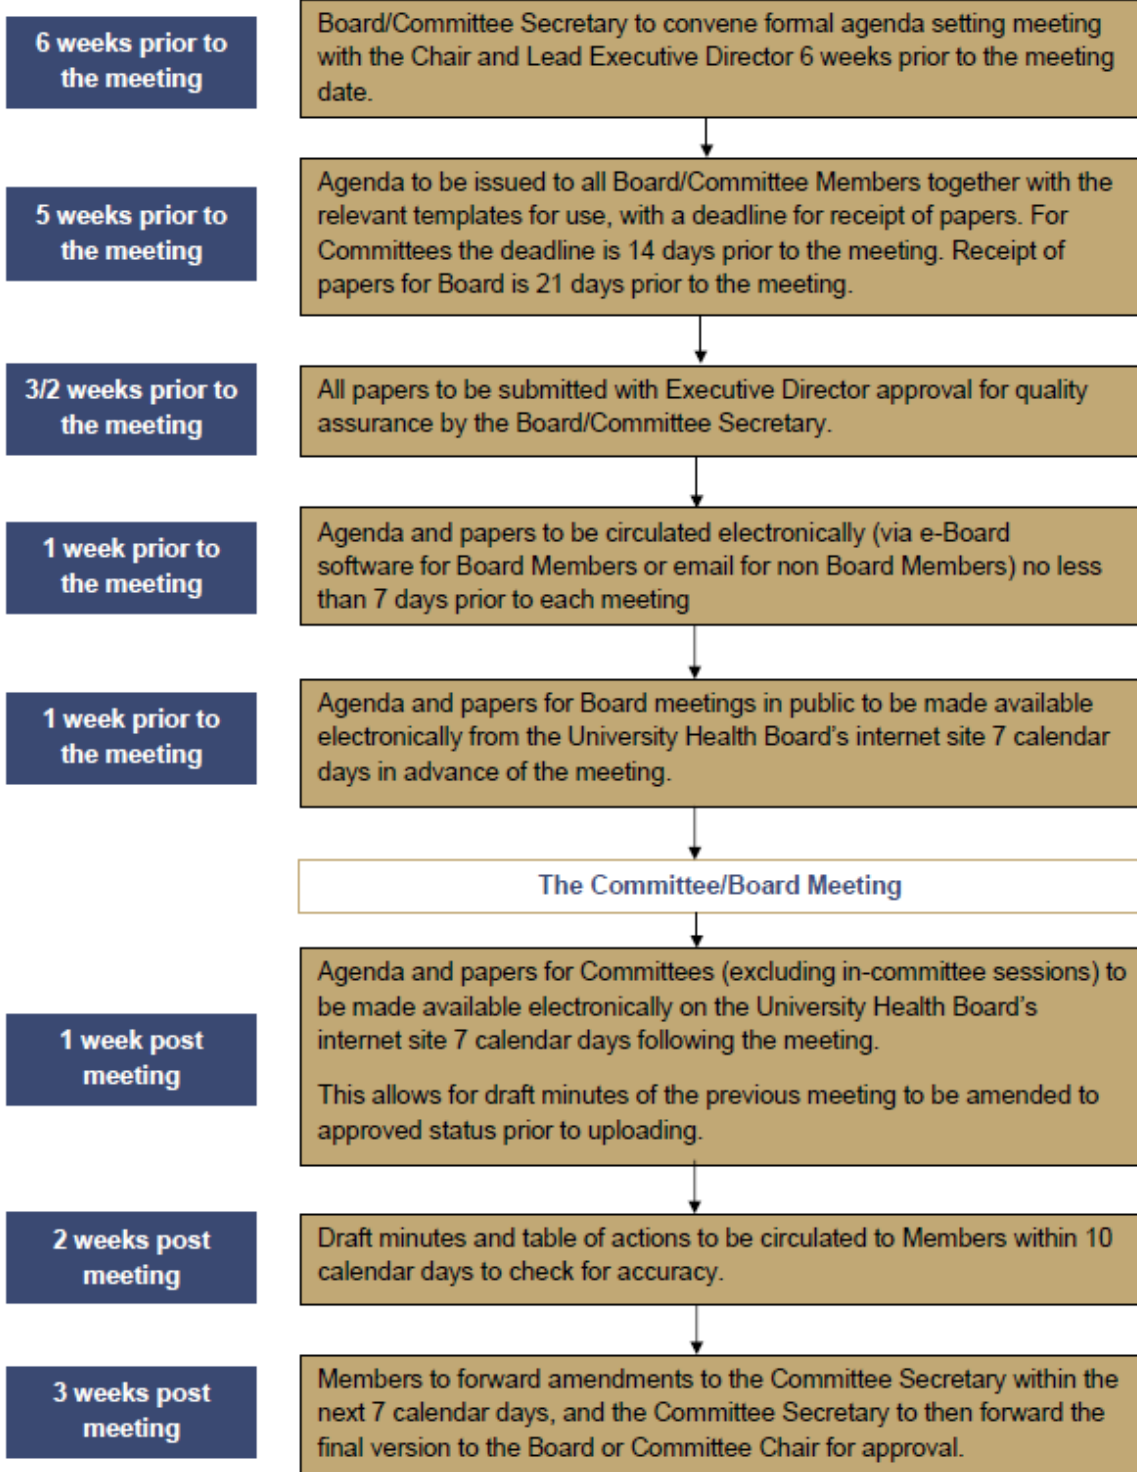 6 weeks prior to
the meeting
Board/Committee Secretary to convene formal agenda setting meeting
with the Chair and Lead Executive Director 6 weeks prior to the meeting
date.
5 weeks prior to
the meeting
Agenda to be issued to all Board/Committee Members together with the
relevant templates for use, with a deadline for receipt of papers. For
Committees the deadline is 14 days prior to the meeting. Receipt of
papers for Board is 21 days prior to the meeting.
3/2 weeks prior to
the meeting
All papers to be submitted with Executive Director approval for quality
assurance by the Board/Committee Secretary.
1 week prior to
the meeting
Agenda and papers to be circulated electronically (via e-Board
software for Board Members or email for non Board Members) no less
than 7 days prior to each meeting
1 week prior to
the meeting
Agenda and papers for Board meetings in public to be made available
electronically from the University Health Board's internet site 7 calendar
days in advance of the meeting.
The Committee/Board Meeting
1 week post
meeting
Agenda and papers for Committees (excluding in-committee sessions) to
be made available electronically on the University Health Board's
internet site 7 calendar days following the meeting.
This allows for draft minutes of the previous meeting to be amended to
approved status prior to uploading.
2 weeks post
meeting
Draft minutes and table of actions to be circulated to Members within 10
calendar days to check for accuracy.
3 weeks post
meeting
Members to forward amendments to the Committee Secretary within the
next 7 calendar days, and the Committee Secretary to then forward the
final version to the Board or Committee Chair for approval.